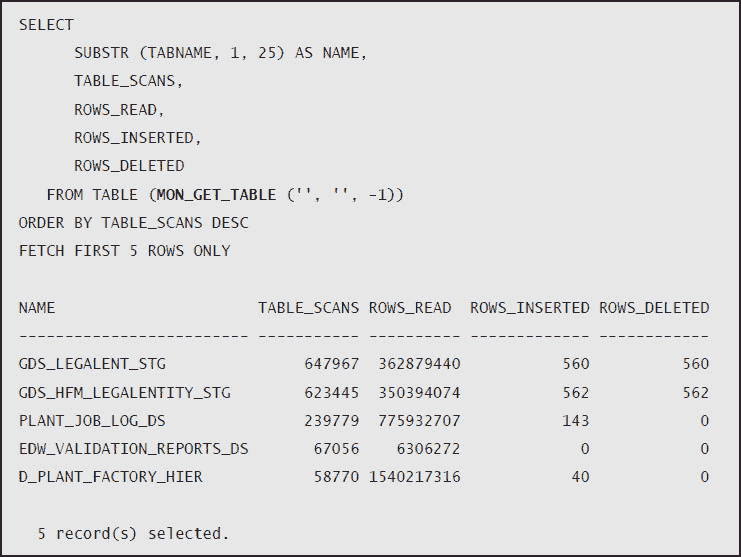 SELECT
      SUBSTR (TABNAME, 1, 25) AS NAME,
      TABLE_SCANS,
      ROWS_READ,
      ROWS_INSERTED,
      ROWS_DELETED
   FROM TABLE (MON_GET_TABLE ('', '', -1))
ORDER BY TABLE_SCANS DESC
FETCH FIRST 5 ROWS ONLY

NAME                      TABLE_SCANS ROWS_READ  ROWS_INSERTED ROWS_DELETED
------------------------- ----------- ---------- ------------- ------------
GDS_LEGALENT_STG               647967  362879440           560          560
GDS_HFM_LEGALENTITY_STG        623445  350394074           562          562
PLANT_JOB_LOG_DS               239779  775932707           143            0
EDW_VALIDATION_REPORTS_DS       67056    6306272             0            0
D_PLANT_FACTORY_HIER            58770 1540217316            40            0

  5 record(s) selected.